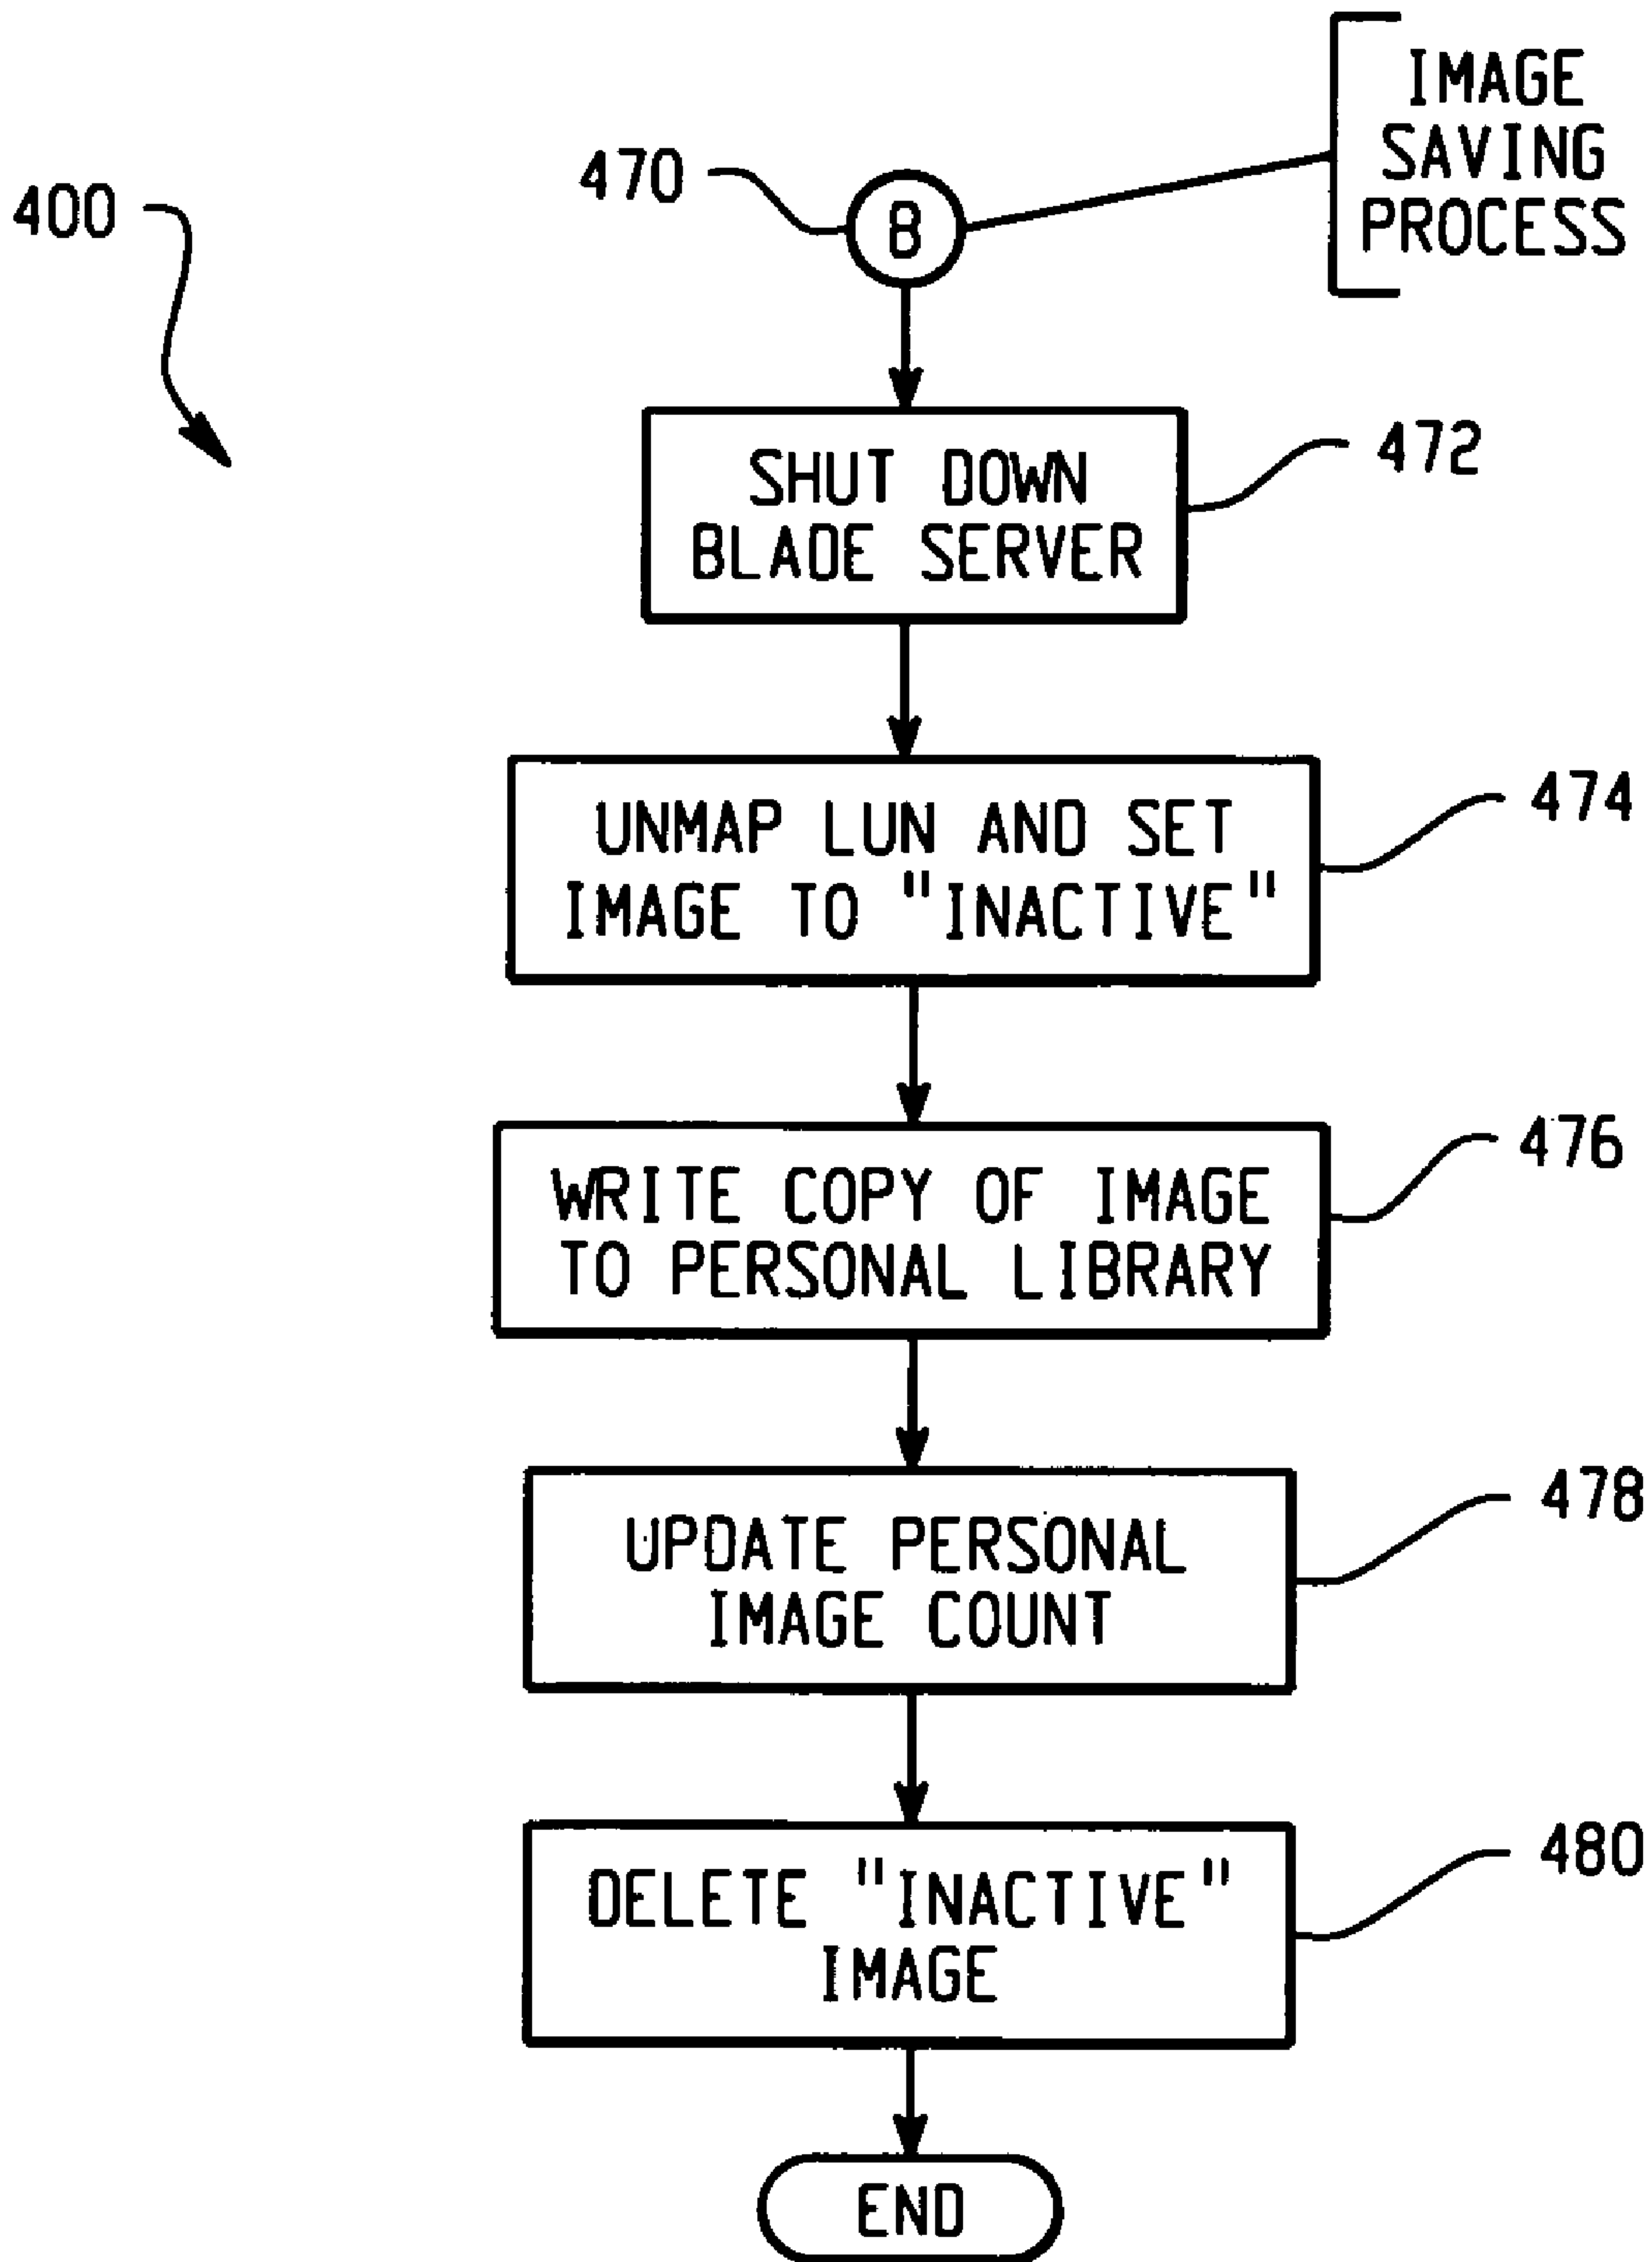 IMAGE
SAVING
PROCESS
470
B
400
SHUT DOWN
BLADE SERVER
472
UNMAP LUN AND SET
IMAGE TO "INACTIVE"
474
WRITE COPY OF IMAGE
TO PERSONAL LIBRARY
476
UPDATE PERSONAL
IMAGE COUNT
478
DELETE "INACTIVE"
IMAGE
480
END